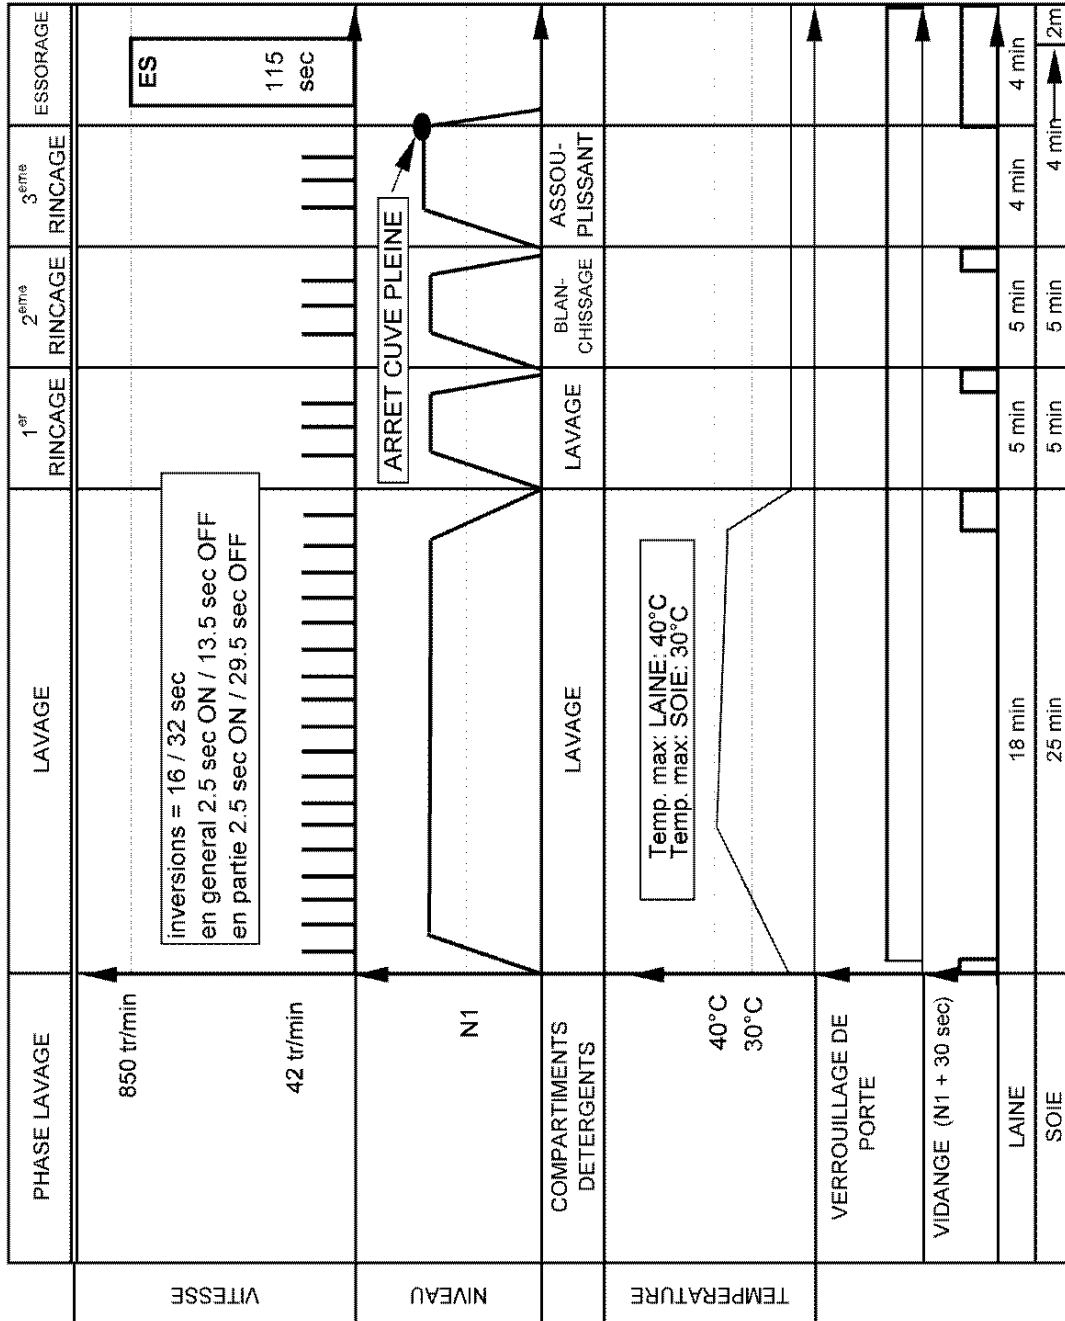 PHASE LAVAGE
LAVAGE
1er
RINCAGE
2eme
RINCAGE
3eme
RINCAGE
ESSORAGE
VITESSE
850 tr/min
42 tr/min
inversions = 16 / 32 sec
en general 2.5 sec ON / 13.5 sec OFF
en partie 2.5 sec ON / 29.5 sec OFF
ES
115
sec
NIVEAU
N1
ARRET CUVE PLEINE
COMPARTIMENTS
DETERGENTS
LAVAGE
LAVAGE
BLAN-
CHISSAGE
ASSOU-
PLISSANT
TEMPERATURE
40°C
30°C
Temp. max: LAINE: 40°C
Temp. max: SOIE: 30°C
VERROUILLAGE DE
PORTE
VIDANGE (N1 + 30 sec)
LAINE
18 min
5 min
5 min
4 min
4 min
SOIE
25 min
5 min
5 min
4 min
2m